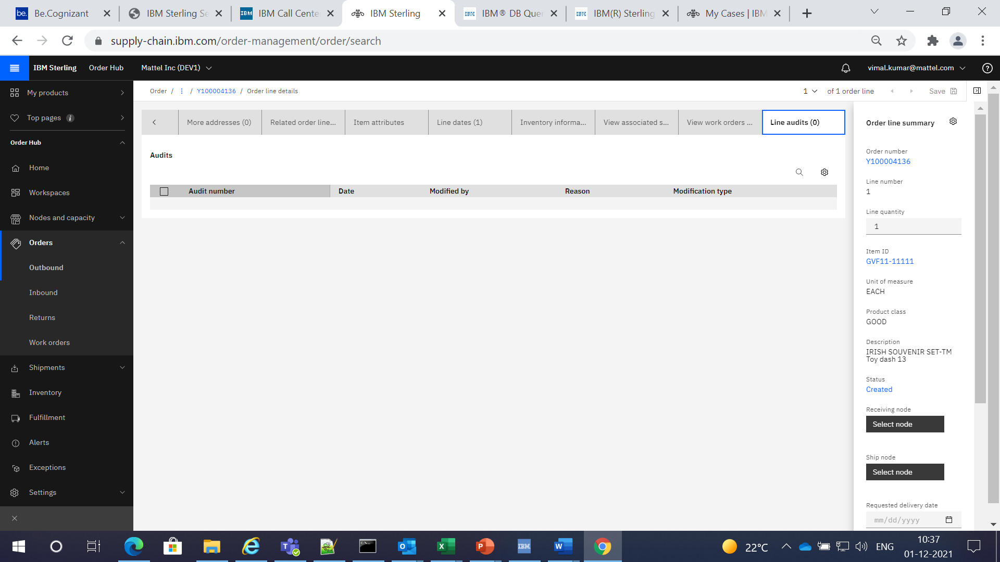 Be.Cognizant
IBM Sterling Se
IBM Call Cente
IBM Sterling
IBM® DB Quer
IBM(R) Sterling
My Cases | IBM
supply-chain.ibm.com/order-management/order/search
IBM Sterling Order Hub Mattel Inc (DEV1)
vimal.kumar@mattel.com
My products
Top pages
Order Hub
Home
Workspaces
Nodes and capacity
Orders
Outbound
Inbound
Returns
Work orders
Shipments
Inventory
Fulfillment
Alerts
Exceptions
Settings
Order / ⋮ / Y100004136 / Order line details
1 of 1 order line
Save
More addresses (0)
Related order line...
Item attributes
Line dates (1)
Inventory informa...
View associated s...
View work orders ...
Line audits (0)
Audits
Audit number Date Modified by Reason Modification type
Order line summary
Order number
Y100004136
Line number
1
Line quantity
1
Item ID
GVF11-11111
Unit of measure
EACH
Product class
GOOD
Description
IRISH SOUVENIR SET-TM
Toy dash 13
Status
Created
Receiving node
Select node
Ship node
Select node
Requested delivery date
mm/dd/yyyy
22°C
ENG
10:37
01-12-2021